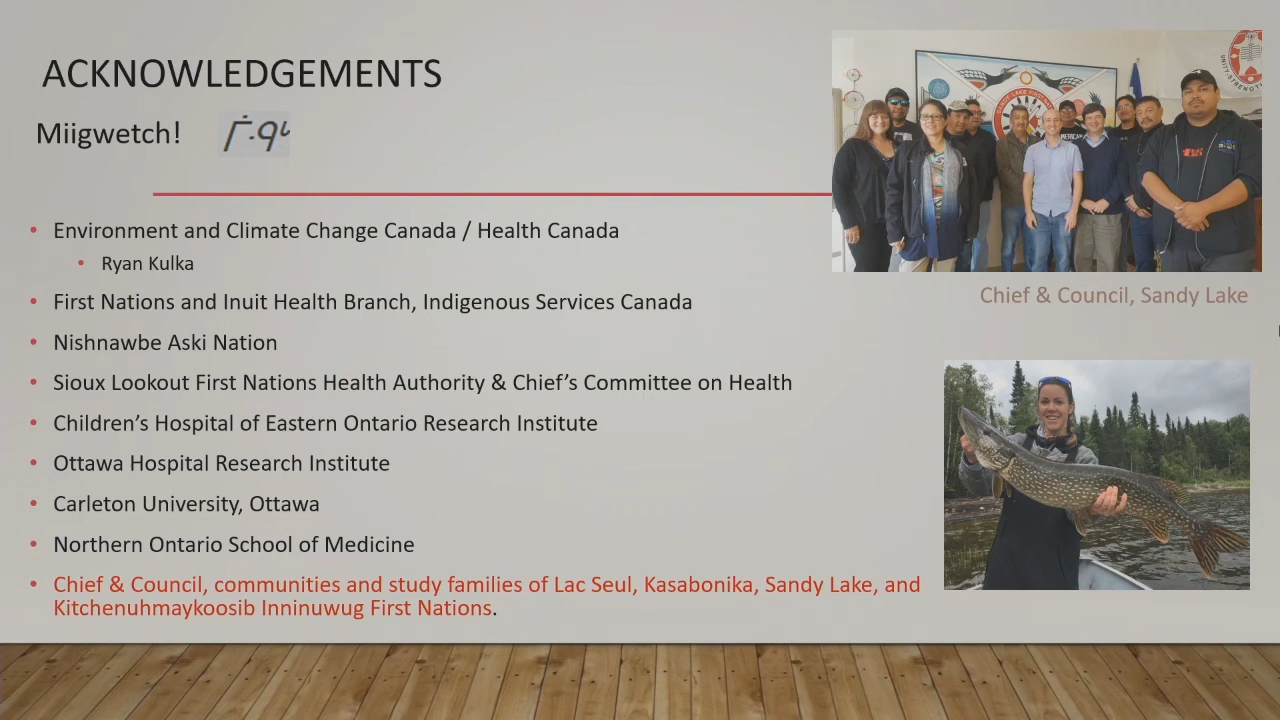 ACKNOWLEDGEMENTS
Miigwetch! ᒦ·ᑫᒡ
• Environment and Climate Change Canada / Health Canada
• Ryan Kulka
• First Nations and Inuit Health Branch, Indigenous Services Canada
• Nishnawbe Aski Nation
• Sioux Lookout First Nations Health Authority & Chief’s Committee on Health
• Children’s Hospital of Eastern Ontario Research Institute
• Ottawa Hospital Research Institute
• Carleton University, Ottawa
• Northern Ontario School of Medicine
• Chief & Council, communities and study families of Lac Seul, Kasabonika, Sandy Lake, and
Kitchenuhmaykoosib Inninuwug First Nations.
Chief & Council, Sandy Lake